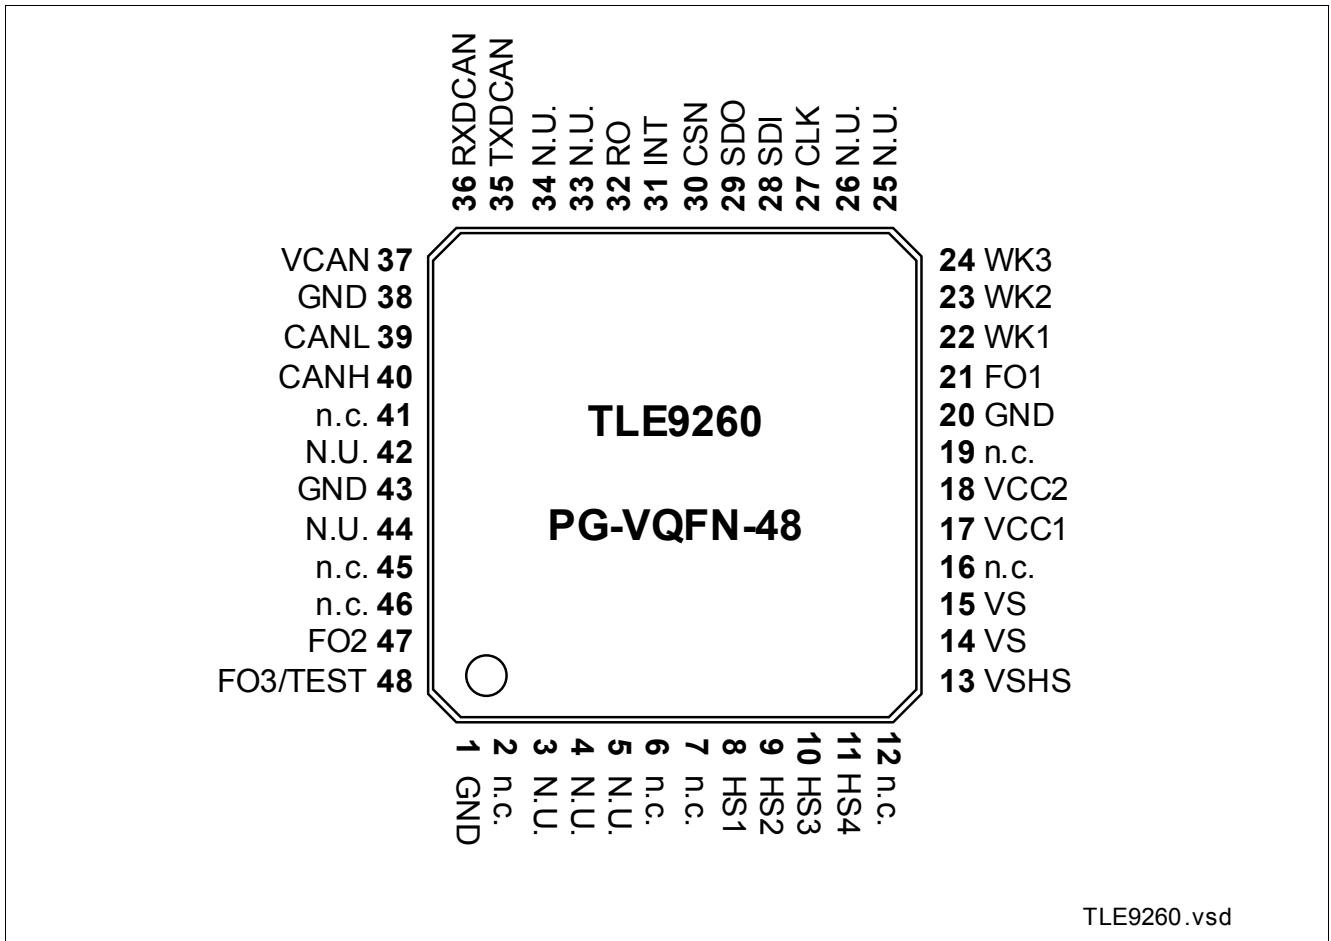 36 RXDCAN
35 TXDCAN
34 N.U.
33 N.U.
32 RO
31 INT
30 CSN
29 SDO
28 SDI
27 CLK
26 N.U.
25 N.U.
VCAN 37
GND 38
CANL 39
CANH 40
n.c. 41
N.U. 42
GND 43
N.U. 44
n.c. 45
n.c. 46
FO2 47
FO3/TEST 48
TLE9260
PG-VQFN-48
24 WK3
23 WK2
22 WK1
21 FO1
20 GND
19 n.c.
18 VCC2
17 VCC1
16 n.c.
15 VS
14 VS
13 VSHS
1 GND
2 n.c.
3 N.U.
4 N.U.
5 N.U.
6 n.c.
7 n.c.
8 HS1
9 HS2
10 HS3
11 HS4
12 n.c.
TLE9260.vsd